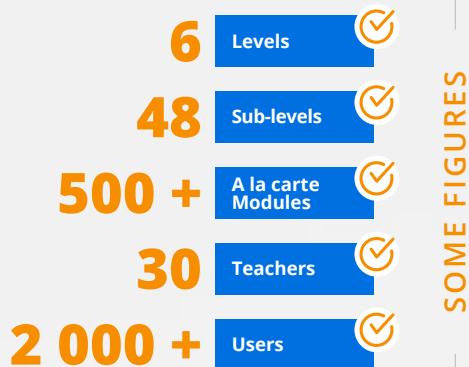 6 Levels
48 Sub-levels
500 + A la carte
Modules
30 Teachers
2 000 + Users
SOME FIGURES